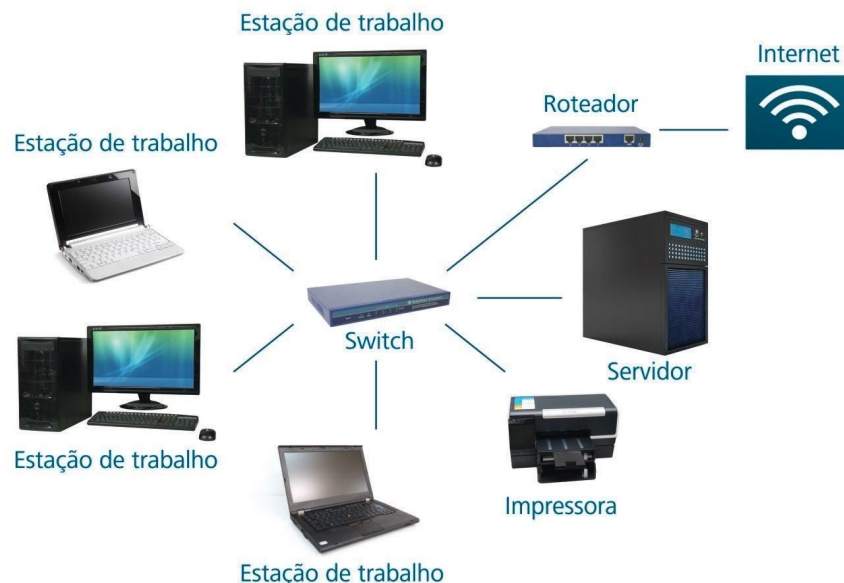 Estação de trabalho
Internet
Roteador
Estação de trabalho
Switch
Servidor
Estação de trabalho
Impressora
Estação de trabalho